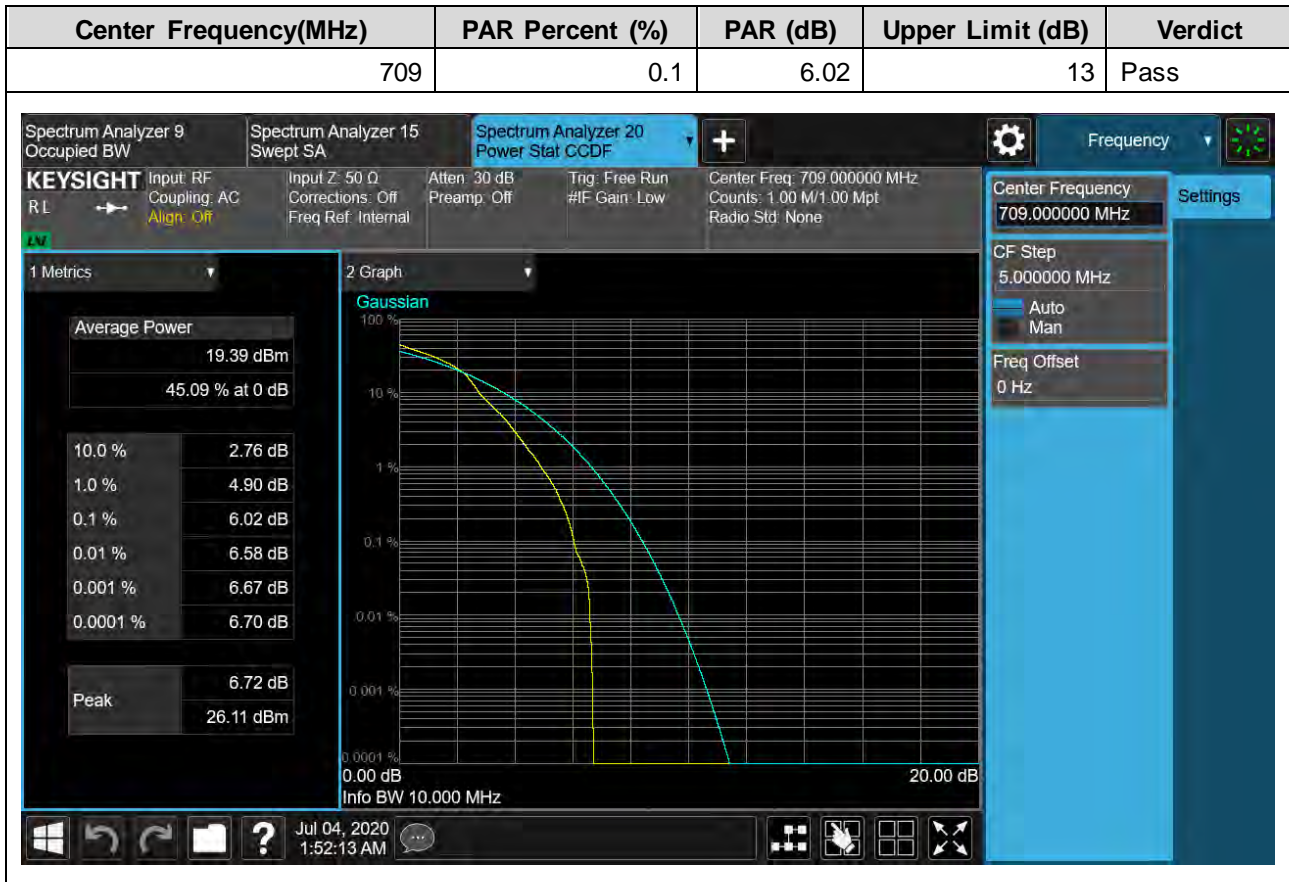 Center Frequency(MHz) PAR Percent (%) PAR (dB) Upper Limit (dB) Verdict
709 0.1 6.02 13 Pass
Spectrum Analyzer 9 Spectrum Analyzer 15 Spectrum Analyzer 20
Occupied BW Swept SA Power Stat CCDF
Frequency
KEYSIGHT Input: RF Input Z: 50 Ω Atten: 30 dB Trig: Free Run Center Freq: 709.000000 MHz
RL Coupling: AC Corrections: Off Preamp: Off #IF Gain: Low Counts: 1.00 M/1.00 Mpt
Align: Off Freq Ref: Internal Radio Std: None
Center Frequency
709.000000 MHz
Settings
CF Step
5.000000 MHz
Auto
Man
Freq Offset
0 Hz
1 Metrics
Average Power
19.39 dBm
45.09 % at 0 dB
10.0 % 2.76 dB
1.0 % 4.90 dB
0.1 % 6.02 dB
0.01 % 6.58 dB
0.001 % 6.67 dB
0.0001 % 6.70 dB
Peak
6.72 dB
26.11 dBm
2 Graph
Gaussian
100 %
10 %
1 %
0.1 %
0.01 %
0.001 %
0.0001 %
0.00 dB 20.00 dB
Info BW 10.000 MHz
? Jul 04, 2020
1:52:13 AM